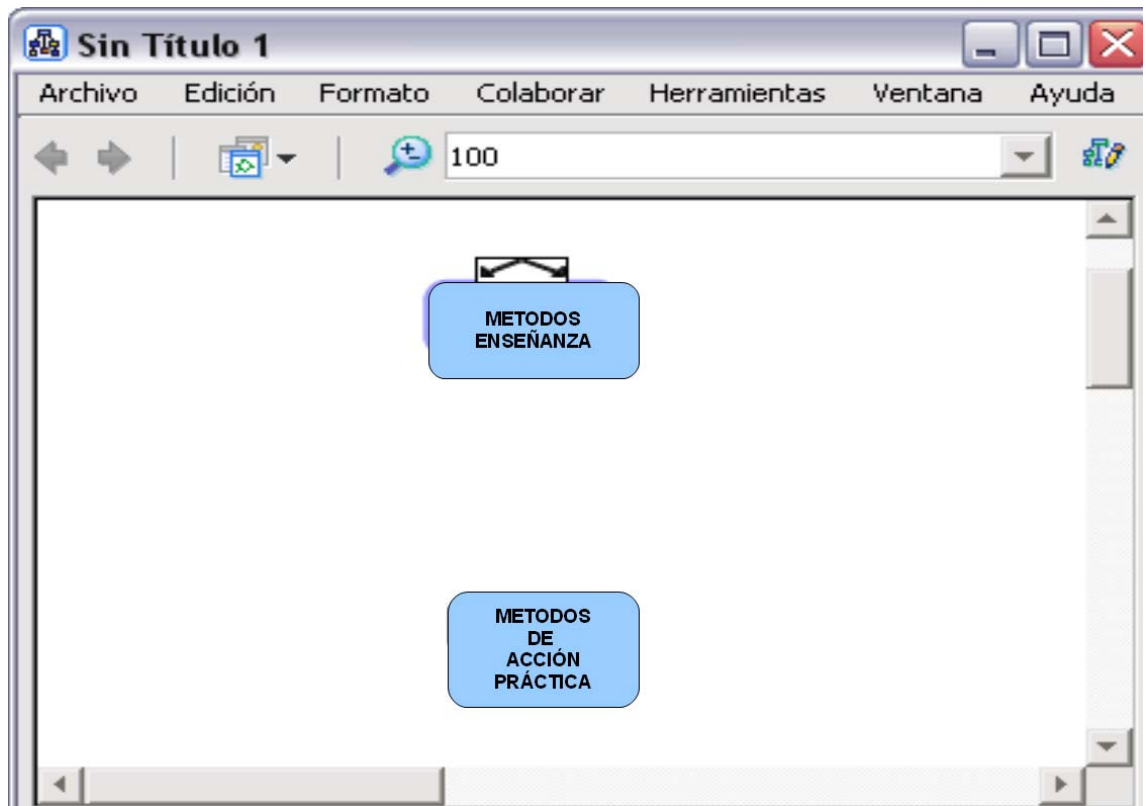 Sin Título 1
Archivo Edición Formato Colaborar Herramientas Ventana Ayuda
100
METODOS
ENSEÑANZA
METODOS
DE
ACCIÓN
PRÁCTICA